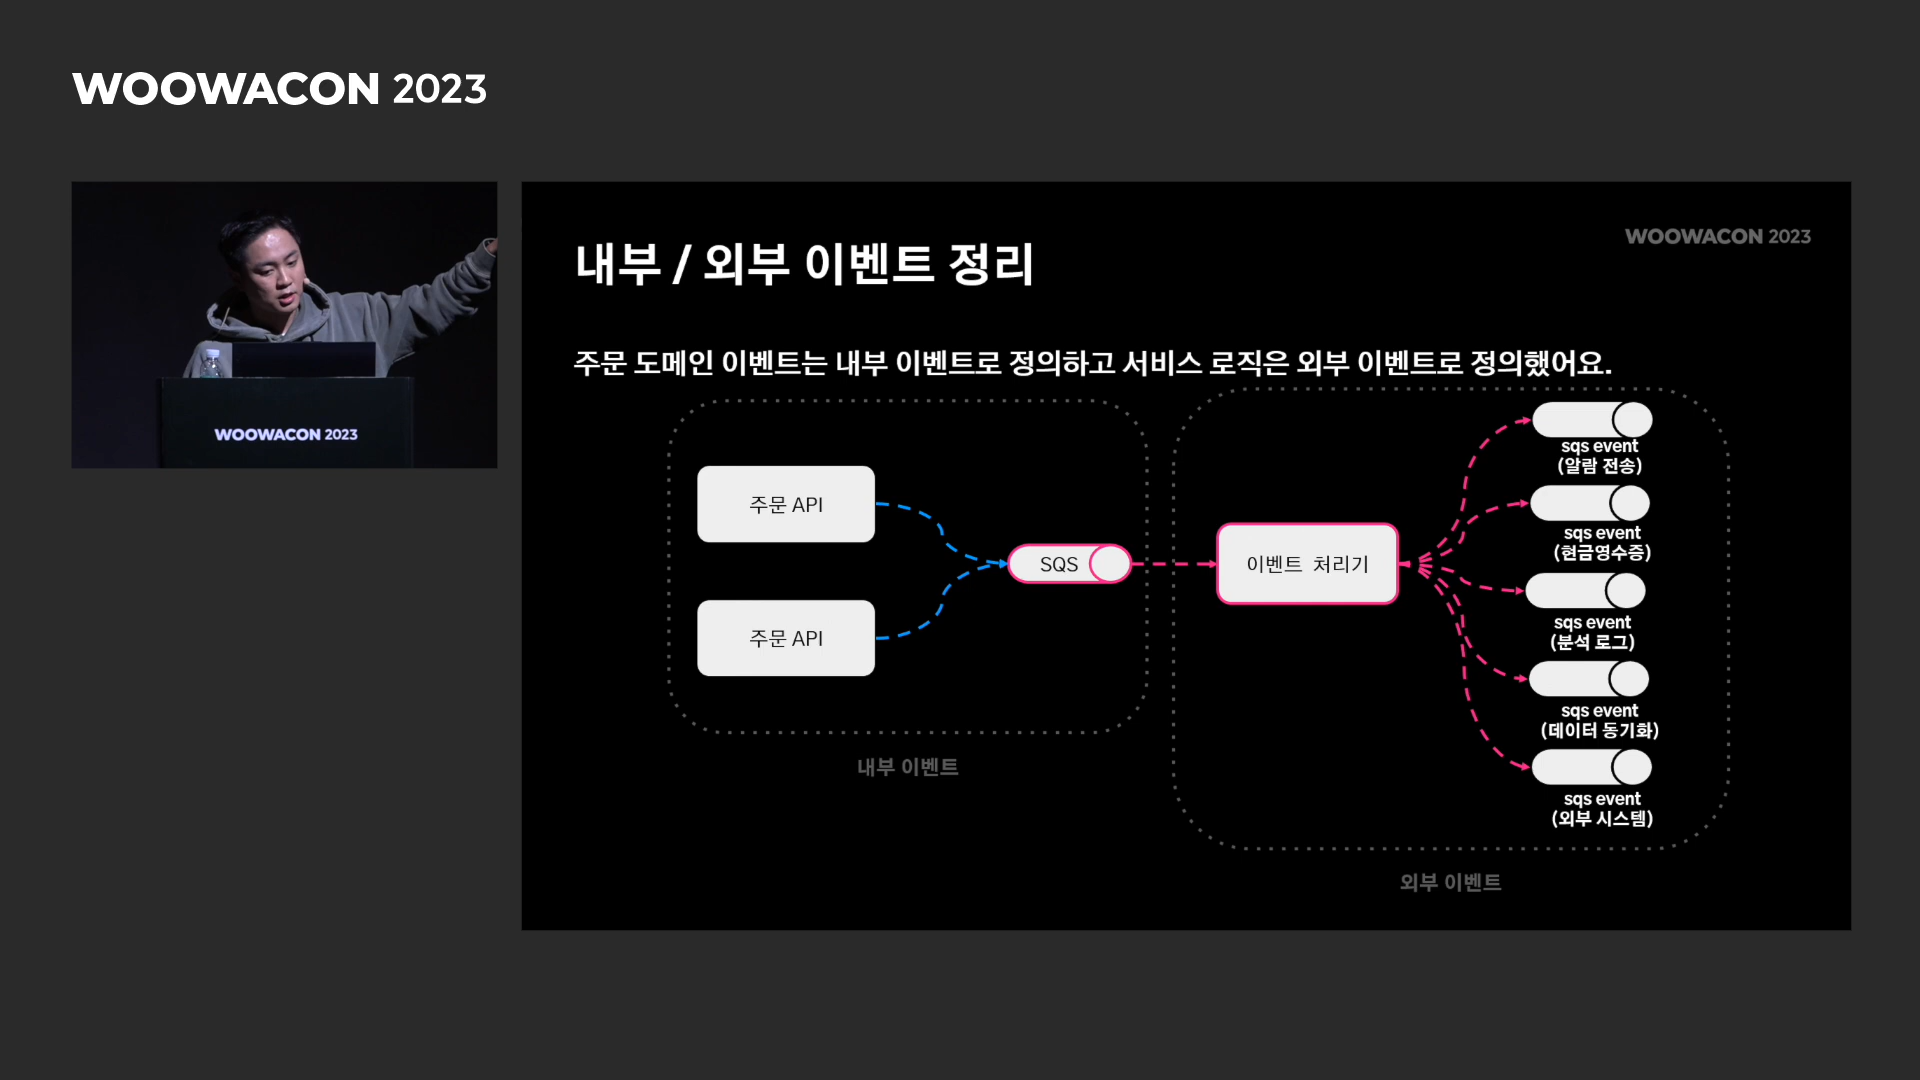 WOOWACON 2023
WOOWACON 2023
WOOWACON 2023
내부 / 외부 이벤트 정리
주문 도메인 이벤트는 내부 이벤트로 정의하고 서비스 로직은 외부 이벤트로 정의했어요.
주문 API
주문 API
SQS
내부 이벤트
이벤트 처리기
sqs event
(알람 전송)
sqs event
(현금영수증)
sqs event
(분석 로그)
sqs event
(데이터 동기화)
sqs event
(외부 시스템)
외부 이벤트